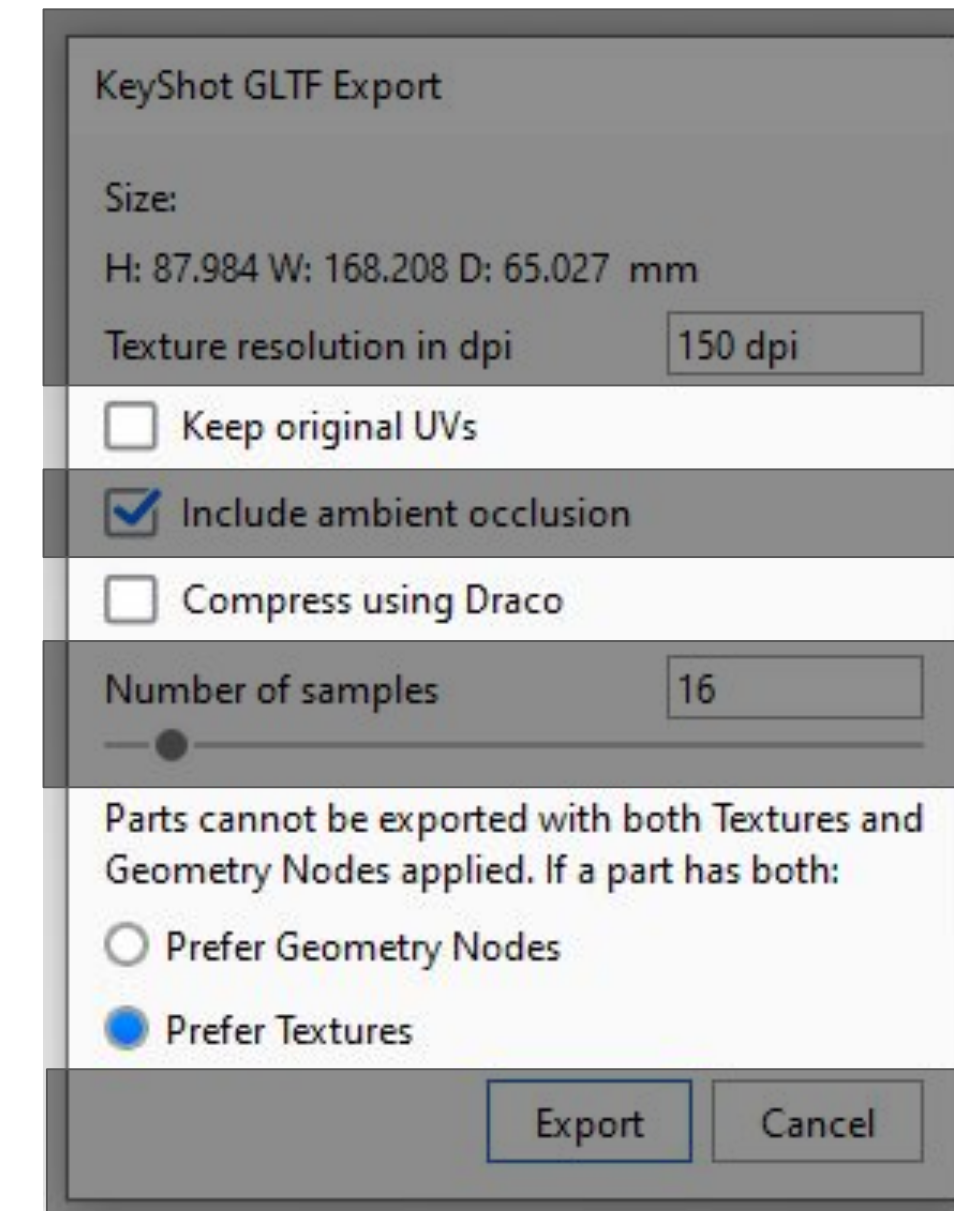 KeyShot GLTF Export
Size:
H: 87.984 W: 168.208 D: 65.027 mm
Texture resolution in dpi 150 dpi
Keep original UVs
Include ambient occlusion
Compress using Draco
Number of samples 16
Parts cannot be exported with both Textures and
Geometry Nodes applied. If a part has both:
Prefer Geometry Nodes
Prefer Textures
Export Cancel